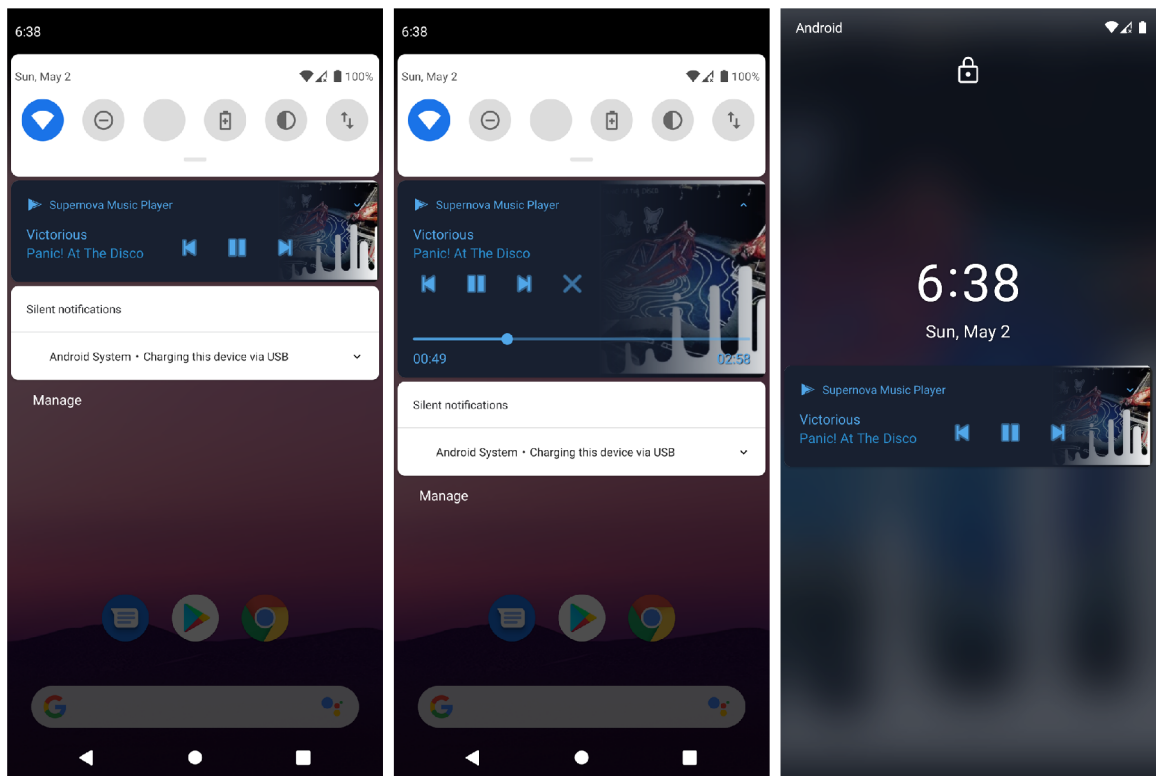 6:38
Sun, May 2
100%
Supernova Music Player
Victorious
Panic! At The Disco
Silent notifications
Android System • Charging this device via USB
Manage
6:38
Sun, May 2
100%
Supernova Music Player
Victorious
Panic! At The Disco
00:49
02:58
Silent notifications
Android System • Charging this device via USB
Manage
Android
6:38
Sun, May 2
Supernova Music Player
Victorious
Panic! At The Disco